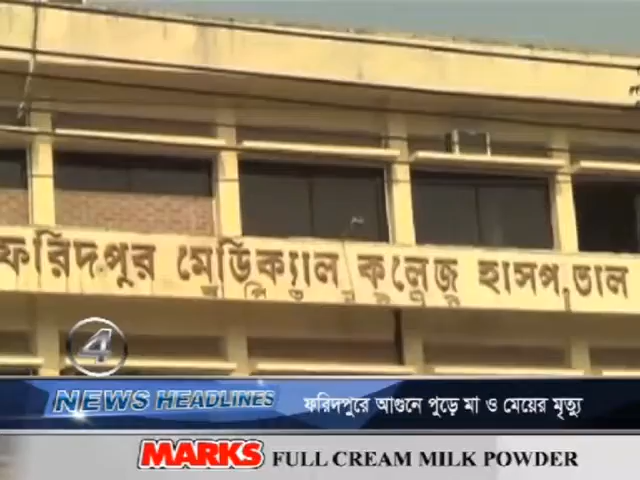 ফরিদপুর মেডিক্যাল কলেজ হাসপাতাল
4
NEWS HEADLINES ফরিদপুরে আগুনে পুড়ে মা ও মেয়ের মৃত্যু
MARKS FULL CREAM MILK POWDER